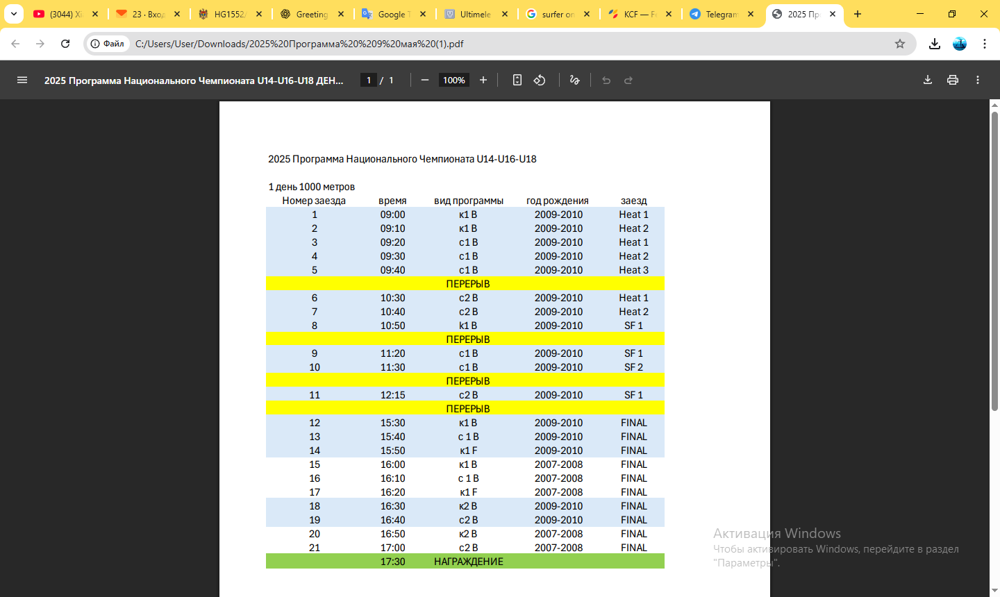 (3044) Xi
23 · Вход
HG1552/
Greeting
Google T
Ultimele
surfer on
KCF — Fe
Telegram
2025 Пр
Файл
C:/Users/User/Downloads/2025%20Программа%20%209%20мая%20(1).pdf
2025 Программа Национального Чемпионата U14-U16-U18 ДЕН...
1 / 1
100%
2025 Программа Национального Чемпионата U14-U16-U18
1 день 1000 метров
Номер заезда время вид программы год рождения заезд
1 09:00 к1 В 2009-2010 Heat 1
2 09:10 к1 В 2009-2010 Heat 2
3 09:20 с1 В 2009-2010 Heat 1
4 09:30 с1 В 2009-2010 Heat 2
5 09:40 с1 В 2009-2010 Heat 3
ПЕРЕРЫВ
6 10:30 с2 В 2009-2010 Heat 1
7 10:40 с2 В 2009-2010 Heat 2
8 10:50 k1 В 2009-2010 SF 1
ПЕРЕРЫВ
9 11:20 с1 В 2009-2010 SF 1
10 11:30 с1 В 2009-2010 SF 2
ПЕРЕРЫВ
11 12:15 с2 В 2009-2010 SF 1
ПЕРЕРЫВ
12 15:30 к1 В 2009-2010 FINAL
13 15:40 с 1 В 2009-2010 FINAL
14 15:50 к1 F 2009-2010 FINAL
15 16:00 к1 В 2007-2008 FINAL
16 16:10 с 1 В 2007-2008 FINAL
17 16:20 к1 F 2007-2008 FINAL
18 16:30 к2 В 2009-2010 FINAL
19 16:40 с2 В 2009-2010 FINAL
20 16:50 к2 В 2007-2008 FINAL
21 17:00 с2 В 2007-2008 FINAL
17:30 НАГРАЖДЕНИЕ
Активация Windows
Чтобы активировать Windows, перейдите в раздел
"Параметры".